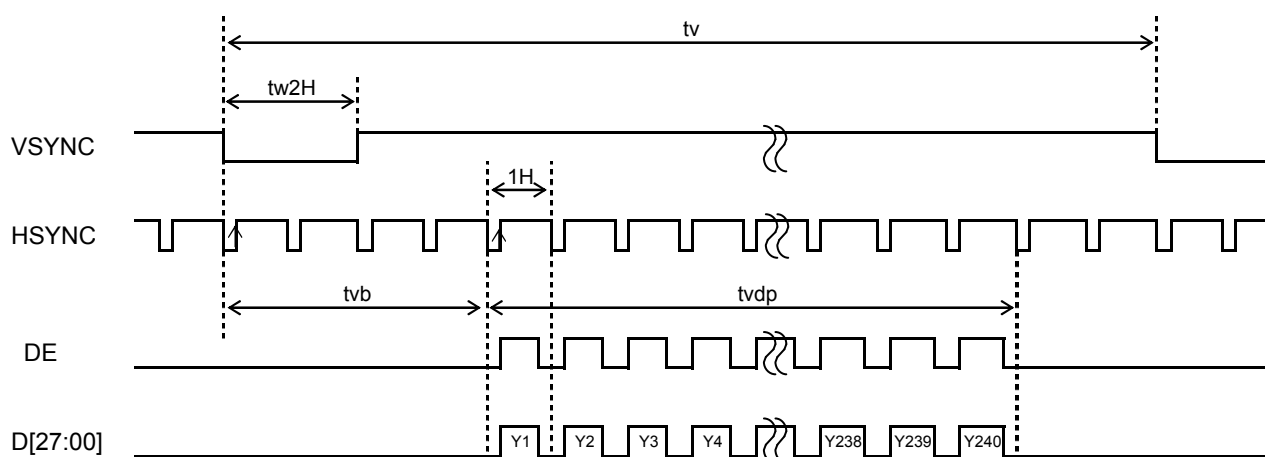 tv
tw2H
VSYNC
1H
HSYNC
tvb
tvdp
DE
D[27:00]
Y1
Y2
Y3
Y4
Y238
Y239
Y240